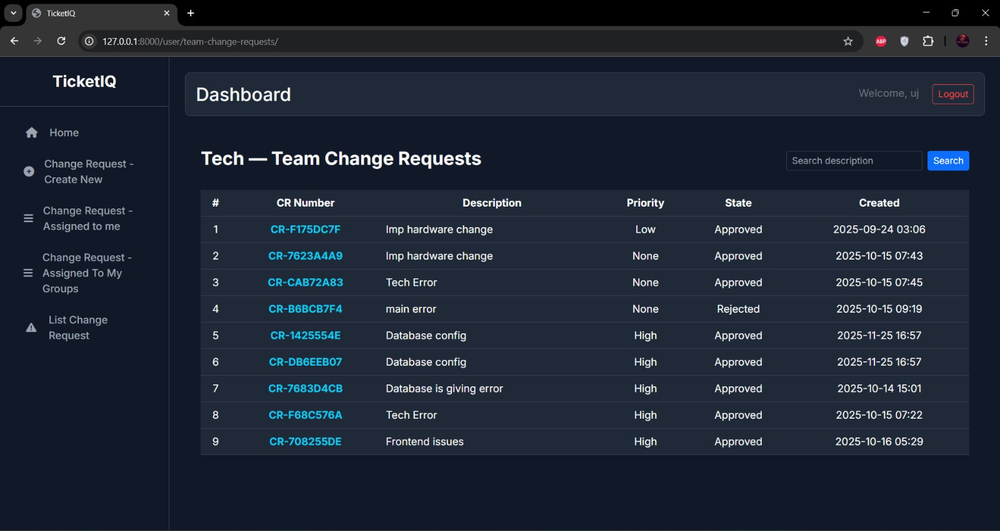 TicketIQ
127.0.0.1:8000/user/team-change-requests/
ABP
TicketIQ
Dashboard
Welcome, uj
Logout
Home
Change Request -
Create New
Change Request -
Assigned to me
Change Request -
Assigned To My
Groups
List Change
Request
Tech — Team Change Requests
Search description
Search
# CR Number Description Priority State Created
1 CR-F175DC7F Imp hardware change Low Approved 2025-09-24 03:06
2 CR-7623A4A9 Imp hardware change None Approved 2025-10-15 07:43
3 CR-CAB72A83 Tech Error None Approved 2025-10-15 07:45
4 CR-B6BCB7F4 main error None Rejected 2025-10-15 09:19
5 CR-1425554E Database config High Approved 2025-11-25 16:57
6 CR-DB6EEB07 Database config High Approved 2025-11-25 16:57
7 CR-7683D4CB Database is giving error High Approved 2025-10-14 15:01
8 CR-F68C576A Tech Error High Approved 2025-10-15 07:22
9 CR-708255DE Frontend issues High Approved 2025-10-16 05:29